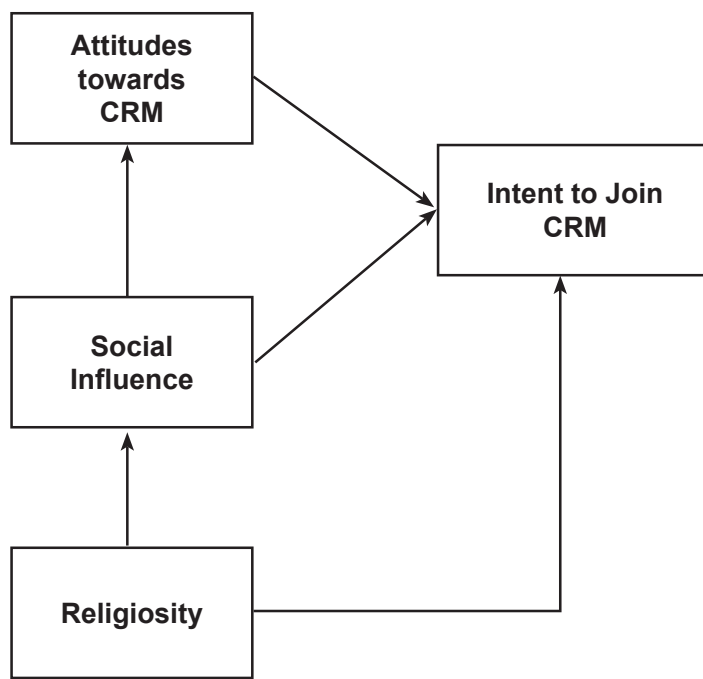 Attitudes
towards
CRM
Intent to Join
CRM
Social
Influence
Religiosity